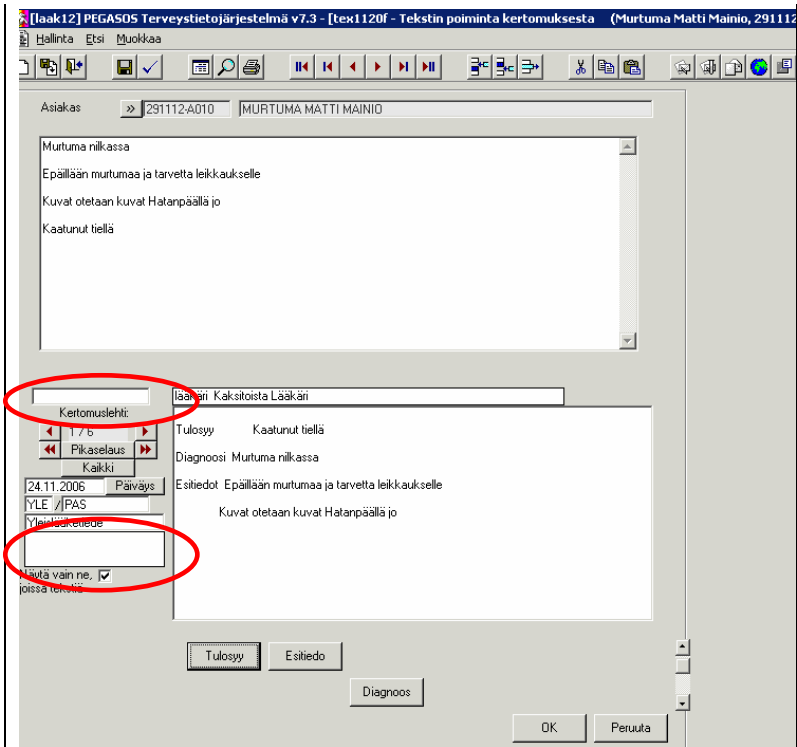 [laak12] PEGASOS Terveystietojärjestelmä v7.3 - [tex1120f - Tekstin poiminta kertomuksesta (Murtuma Matti Mainio, 291112
Hallinta Etsi Muokkaa
Asiakas » 291112-A010 MURTUMA MATTI MAINIO
Murtuma nilkassa
Epäillään murtumaa ja tarvetta leikkaukselle
Kuvat otetaan kuvat Hatanpäällä jo
Kaatunut tiellä
lääkäri Kaksitoista Lääkäri
Kertomuslehti:
1 / 6
Pikaselaus
Kaikki
24.11.2006 Päiväys
YLE / PAS
Yleislääketiede
Näytä vain ne,
joissa tekstiä
Tulosyy Kaatunut tiellä
Diagnoosi Murtuma nilkassa
Esitiedot Epäillään murtumaa ja tarvetta leikkaukselle
Kuvat otetaan kuvat Hatanpäällä jo
Tulosyy Esitiedo
Diagnoos
OK Peruuta